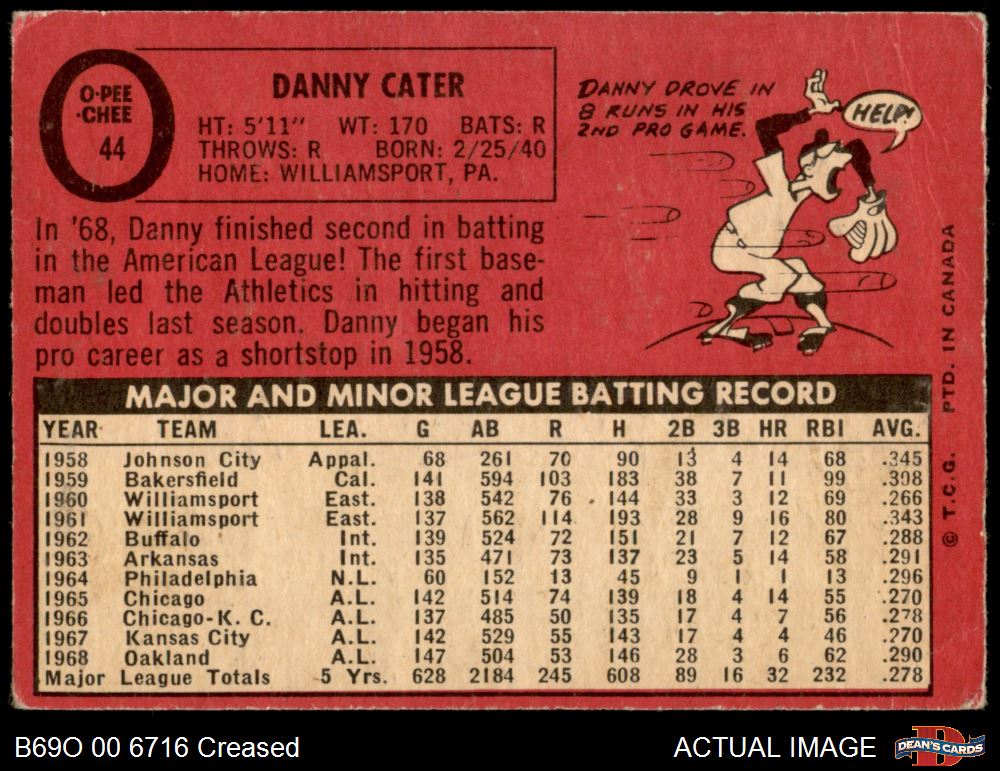 O-PEE
-CHEE
44
DANNY CATER
HT: 5'11" WT: 170 BATS: R
THROWS: R BORN: 2/25/40
HOME: WILLIAMSPORT, PA.
DANNY DROVE IN
8 RUNS IN HIS
2ND PRO GAME.
HELP!
In '68, Danny finished second in batting
in the American League! The first base-
man led the Athletics in hitting and
doubles last season. Danny began his
pro career as a shortstop in 1958.
MAJOR AND MINOR LEAGUE BATTING RECORD
YEAR TEAM LEA. G AB R H 2B 3B HR RBI AVG.
1958 Johnson City Appal. 68 261 70 90 13 4 14 68 .345
1959 Bakersfield Cal. 141 594 103 183 38 7 11 99 .308
1960 Williamsport East. 138 542 76 144 33 3 12 69 .266
1961 Williamsport East. 137 562 114 193 28 9 16 80 .343
1962 Buffalo Int. 139 524 72 151 21 7 12 67 .288
1963 Arkansas Int. 135 471 73 137 23 5 14 58 .291
1964 Philadelphia N.L. 60 152 13 45 9 1 1 13 .296
1965 Chicago A.L. 142 514 74 139 18 4 14 55 .270
1966 Chicago-K. C. A.L. 137 485 50 135 17 4 7 56 .278
1967 Kansas City A.L. 142 529 55 143 17 4 4 46 .270
1968 Oakland A.L. 147 504 53 146 28 3 6 62 .290
Major League Totals 5 Yrs. 628 2184 245 608 89 16 32 232 .278
© T.C.G. PTD. IN CANADA
B69O 00 6716 Creased
ACTUAL IMAGE
DEAN'S CARDS